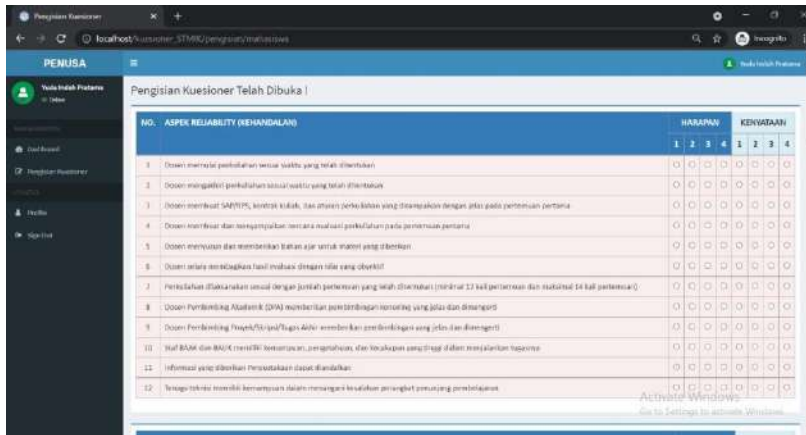 Pengisian Kuesioner
localhost/kuesioner_STMIK/pengisian/mahasiswa
Incognito
PENUSA
Yuda Indah Pratama
Yuda Indah Pratama
Online
Dashboard
Pengisian Kuesioner
Profile
Sign Out
Pengisian Kuesioner Telah Dibuka !
NO. ASPEK RELIABILITY (KEHANDALAN) HARAPAN KENYATAAN
1 2 3 4 1 2 3 4
1 Dosen memulai perkuliahan sesuai waktu yang telah ditentukan
2 Dosen mengakhiri perkuliahan sesuai waktu yang telah ditentukan
3 Dosen membuat SAP/RPS, kontrak kuliah, dan aturan perkuliahan yang disampaikan dengan jelas pada pertemuan pertama
4 Dosen membuat dan menyampaikan rencana evaluasi perkuliahan pada pertemuan pertama
5 Dosen menyusun dan memberikan bahan ajar untuk materi yang diberikan
6 Dosen selalu membagikan hasil evaluasi dengan nilai yang obyektif
7 Perkuliahan dilaksanakan sesuai dengan jumlah pertemuan yang telah ditentukan (minimal 12 kali pertemuan dan maksimal 14 kali pertemuan)
8 Dosen Pembimbing Akademik (DPA) memberikan pembimbingan konseling yang jelas dan dimengerti
9 Dosen Pembimbing Proyek/Skripsi/Tugas Akhir memberikan pembimbingan yang jelas dan dimengerti
10 Staf BAAK dan BAUK memiliki kemampuan, pengetahuan, dan kecakapan yang tinggi dalam menjalankan tugasnya
11 Informasi yang diberikan Perpustakaan dapat diandalkan
12 Tenaga teknisi memiliki kemampuan dalam menangani kesalahan perangkat penunjang pembelajaran
Activate Windows
Go to Settings to activate Windows.